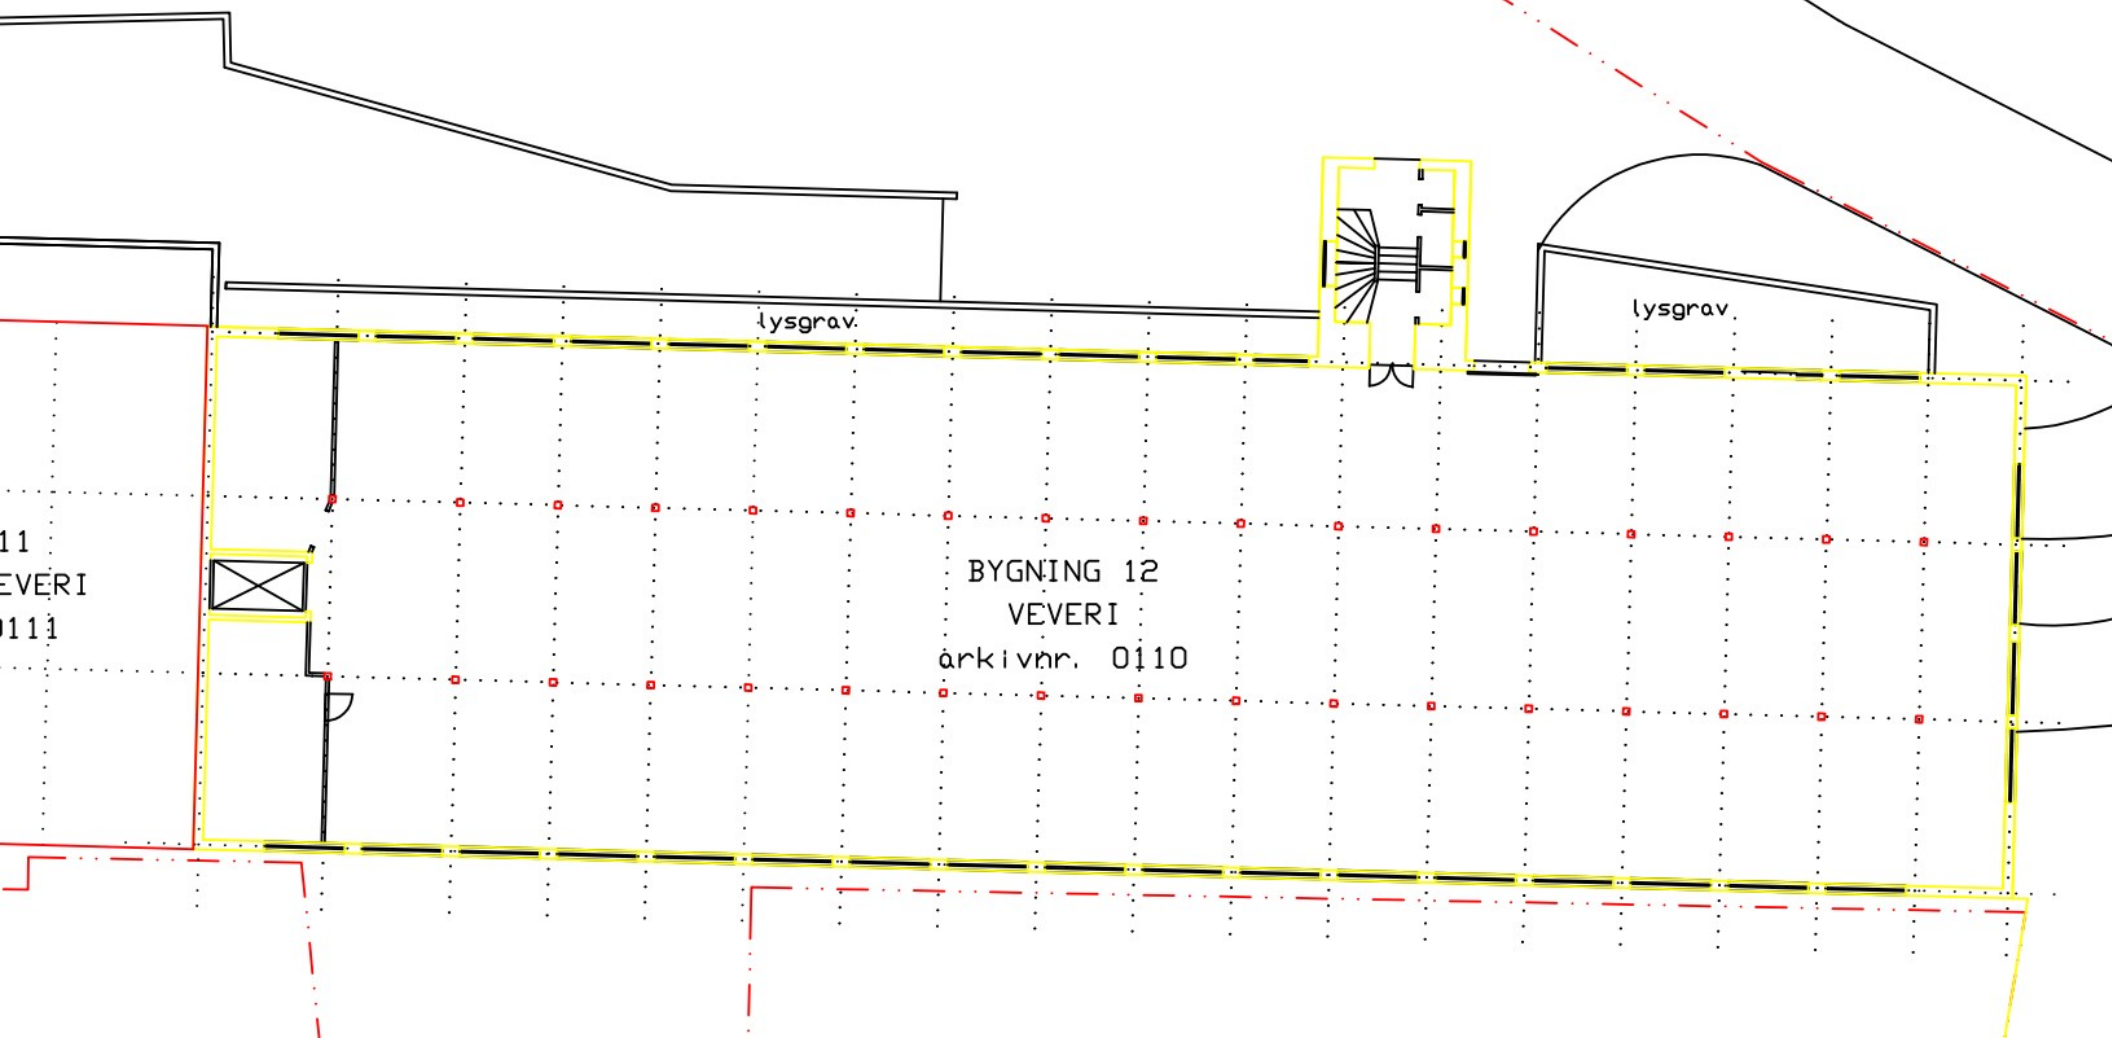 lysgrav
lysgrav
11
EVERI
0111
BYGNING 12
VEVERI
arkivnr. 0110